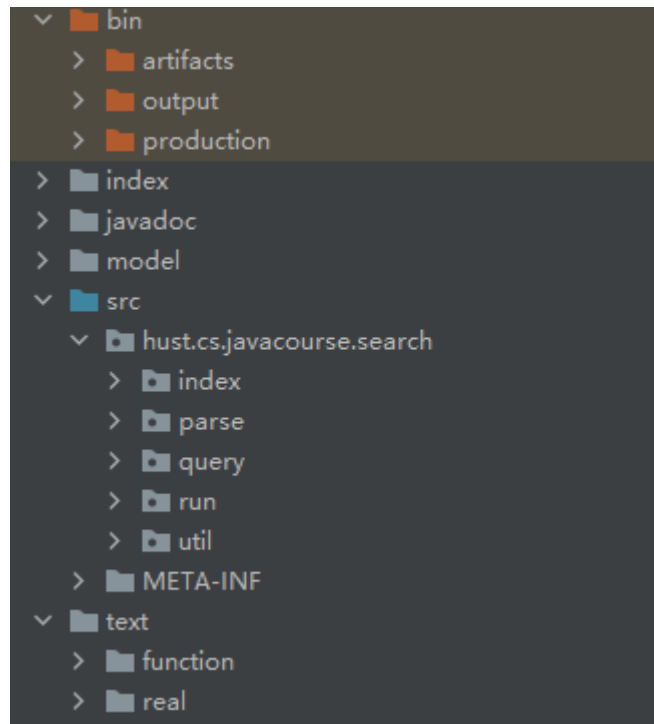 bin
artifacts
output
production
index
javadoc
model
src
hust.cs.javacourse.search
index
parse
query
run
util
META-INF
text
function
real